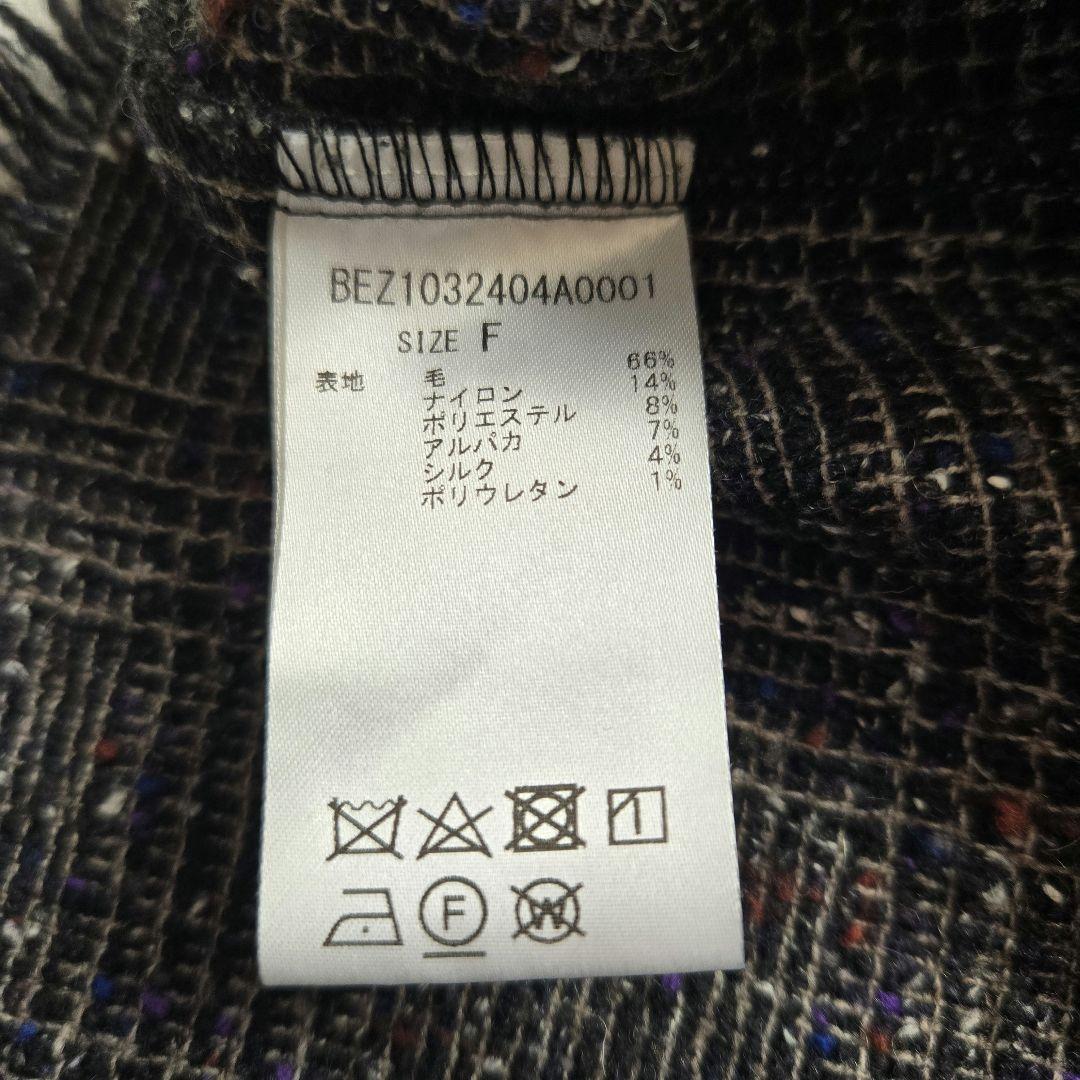 BEZ1032404A0001
SIZE F
表地 毛 66%
ナイロン 14%
ポリエステル 8%
アルパカ 7%
シルク 4%
ポリウレタン 1%
F W